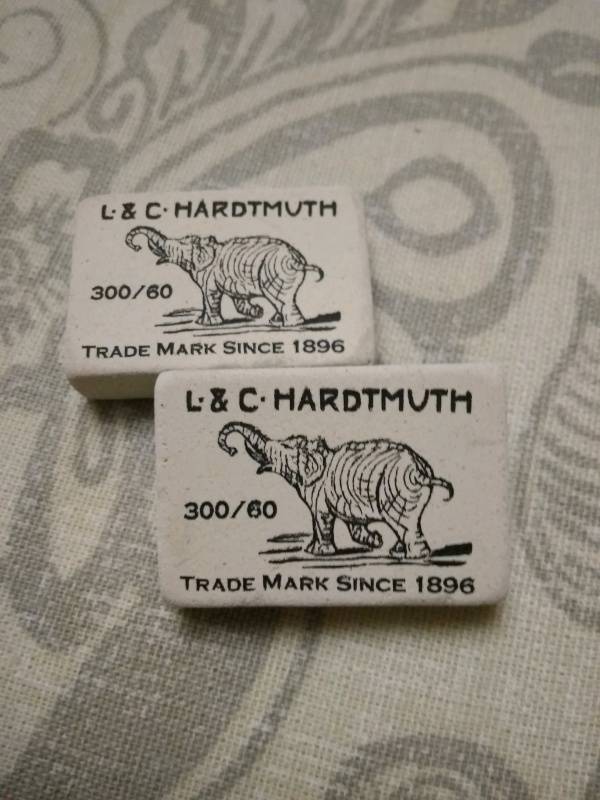 L· & C· HARDTMUTH
300/60
TRADE MARK SINCE 1896
L· & C· HARDTMUTH
300/60
TRADE MARK SINCE 1896